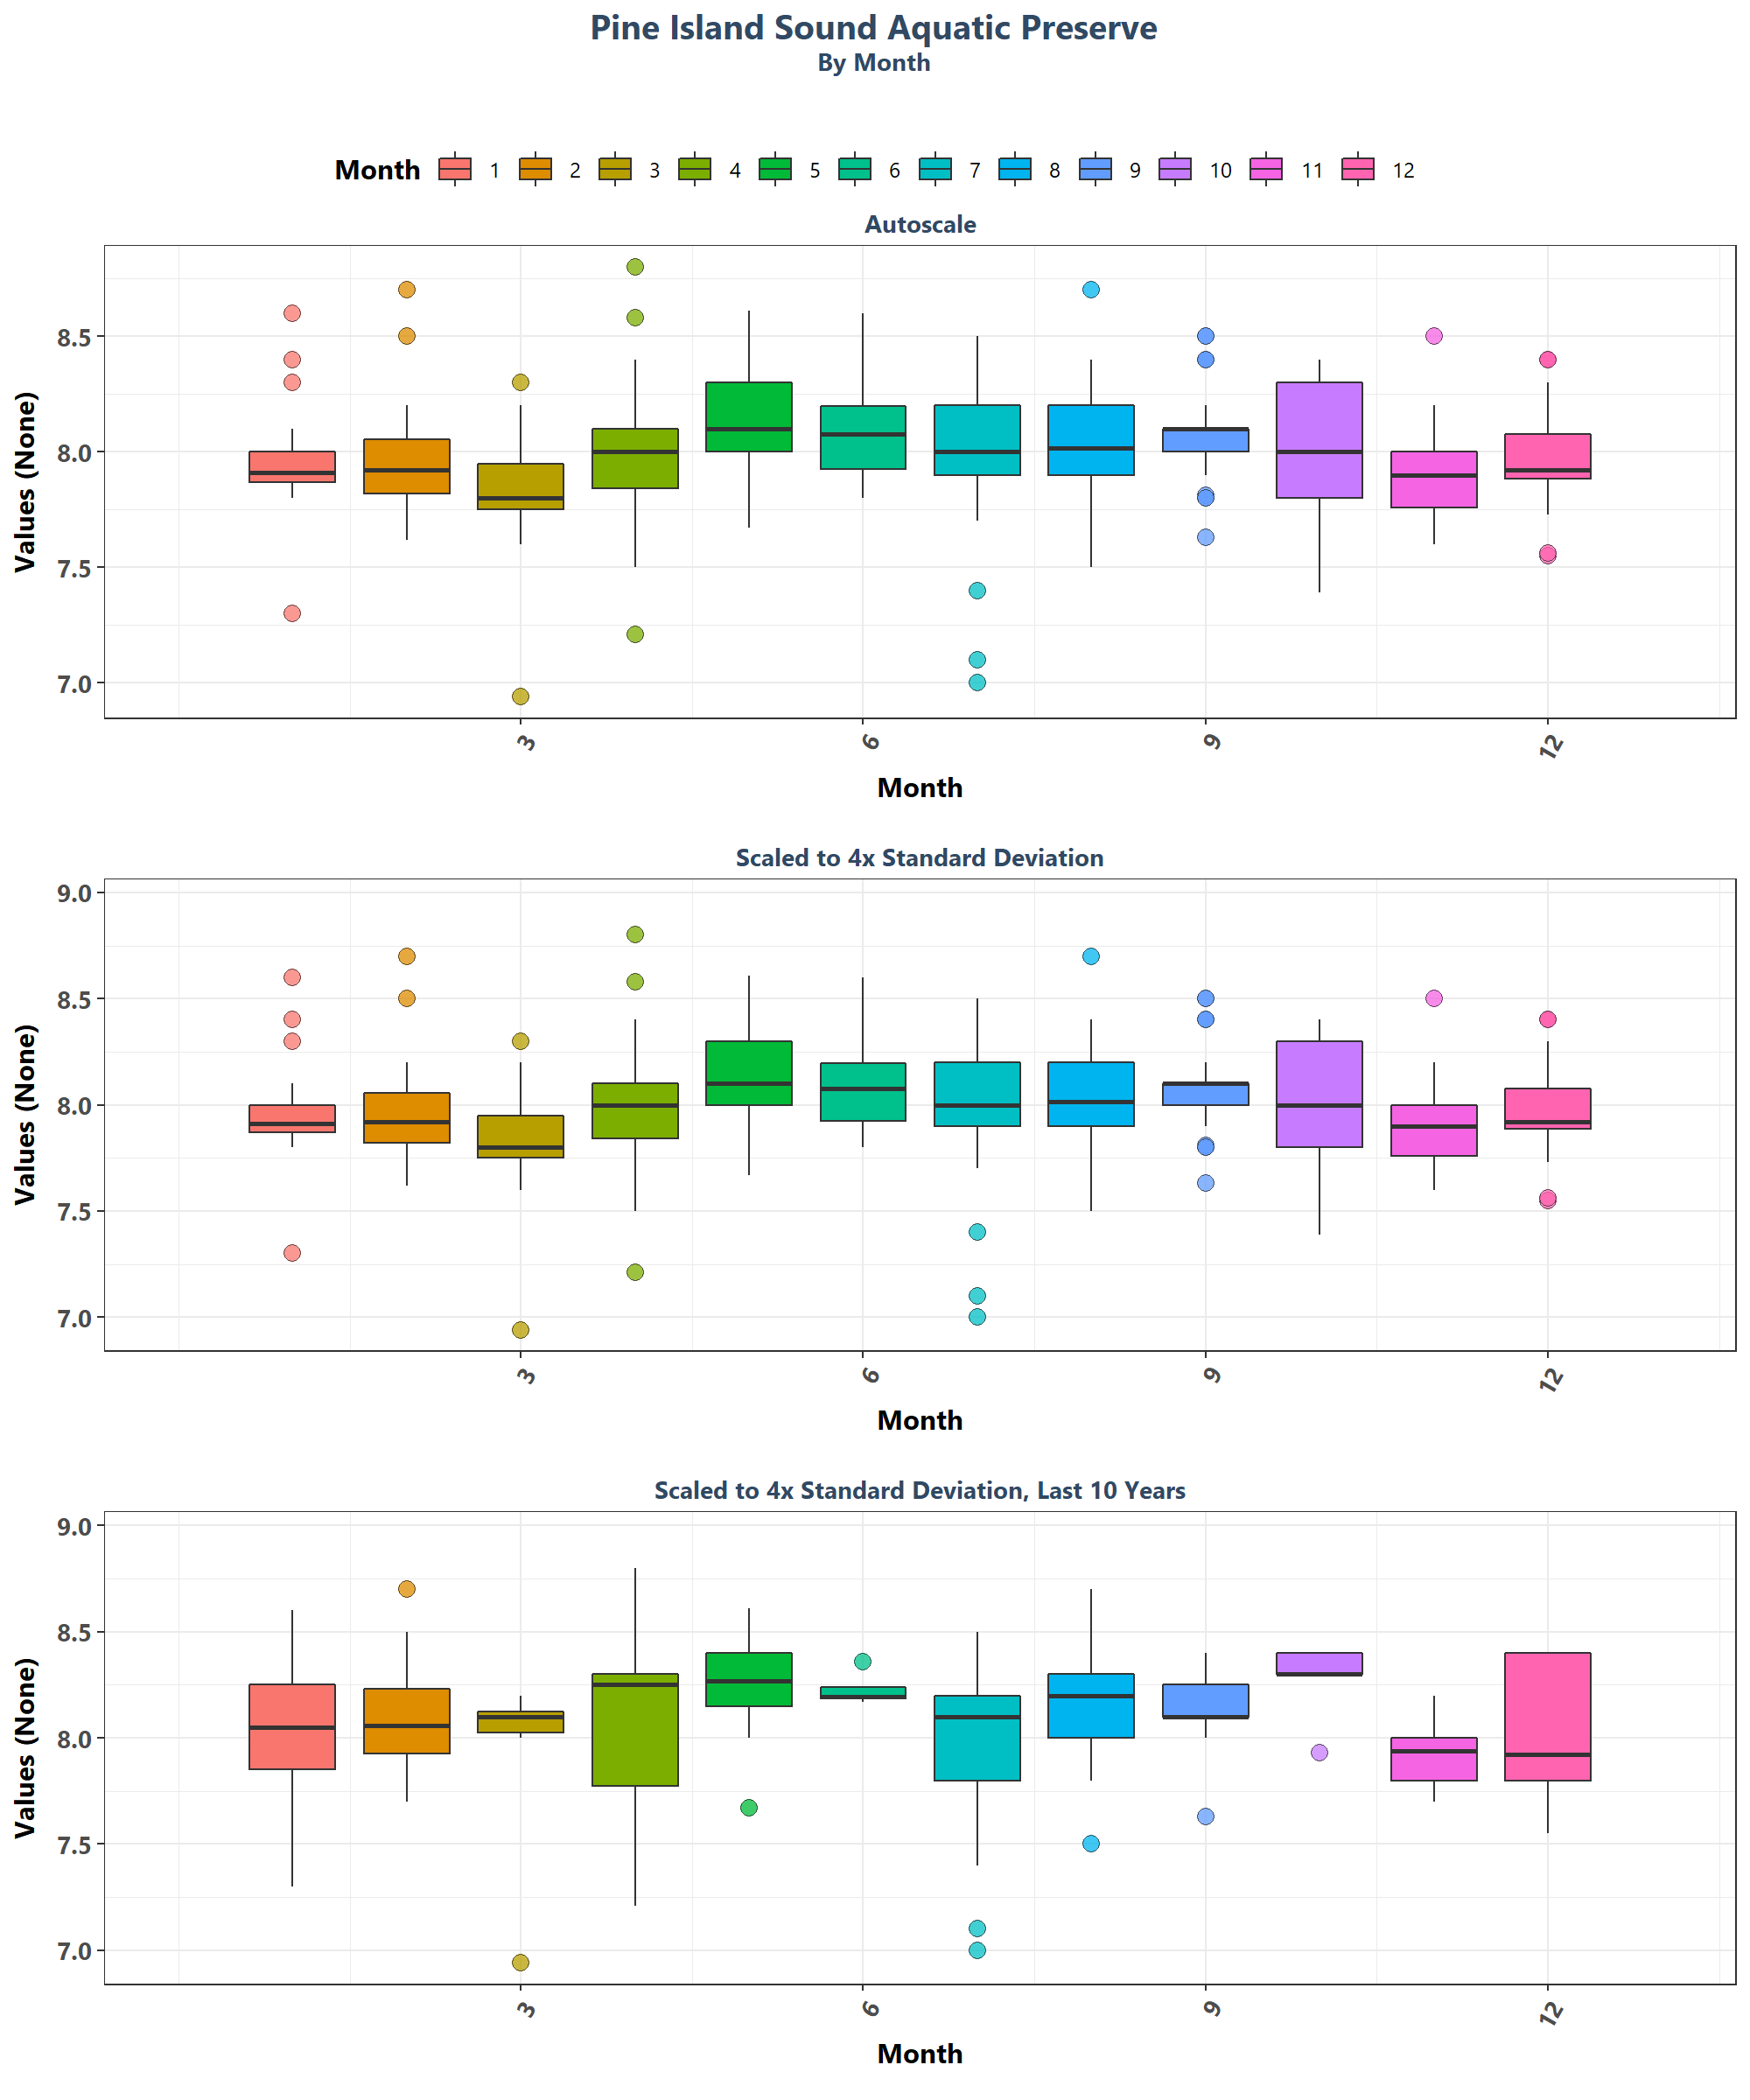 Pine Island Sound Aquatic Preserve
By Month
Month 1 2 3 4 5 6 7 8 9 10 11 12
Autoscale
Values (None)
8.5
8.0
7.5
7.0
3 6 9 12
Month
Scaled to 4x Standard Deviation
Values (None)
9.0
8.5
8.0
7.5
7.0
3 6 9 12
Month
Scaled to 4x Standard Deviation, Last 10 Years
Values (None)
9.0
8.5
8.0
7.5
7.0
3 6 9 12
Month